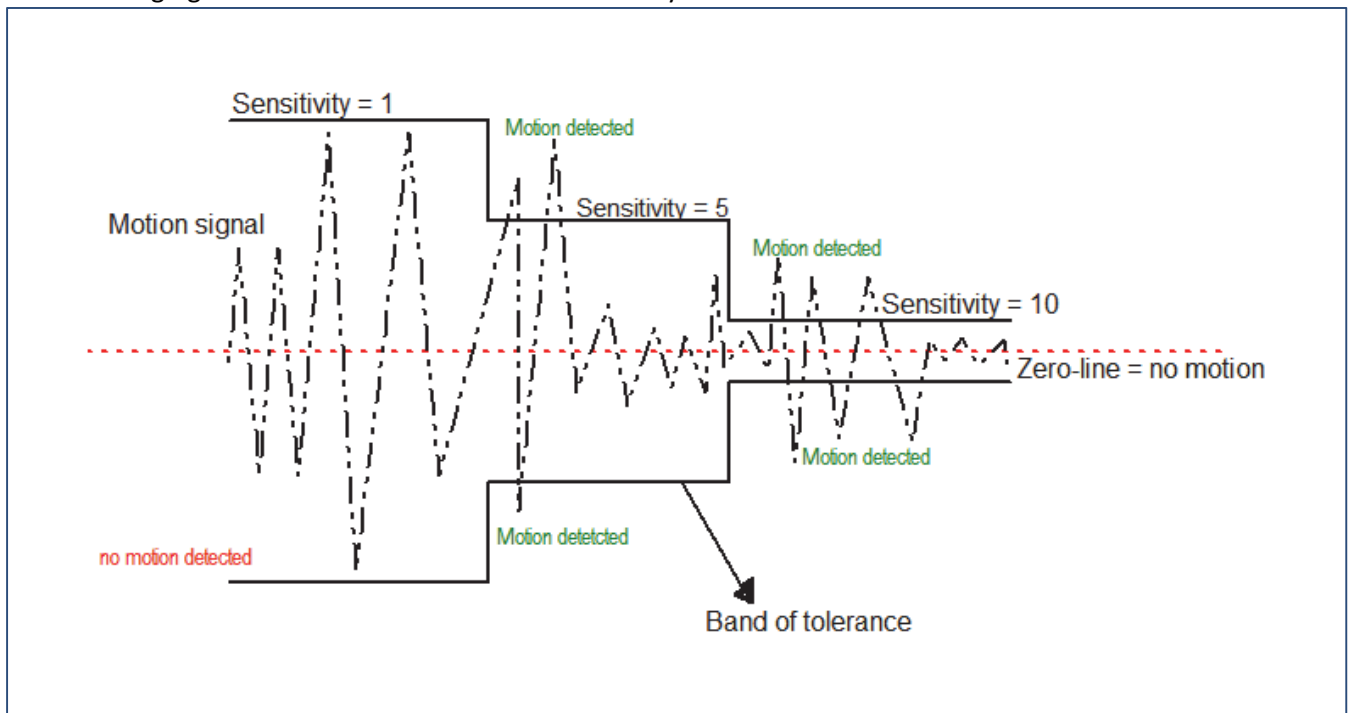 Sensitivity = 1
Motion detected
Sensitivity = 5
Motion signal
Motion detected
Sensitivity = 10
Zero-line = no motion
Motion detected
Motion detetcted
no motion detected
Band of tolerance